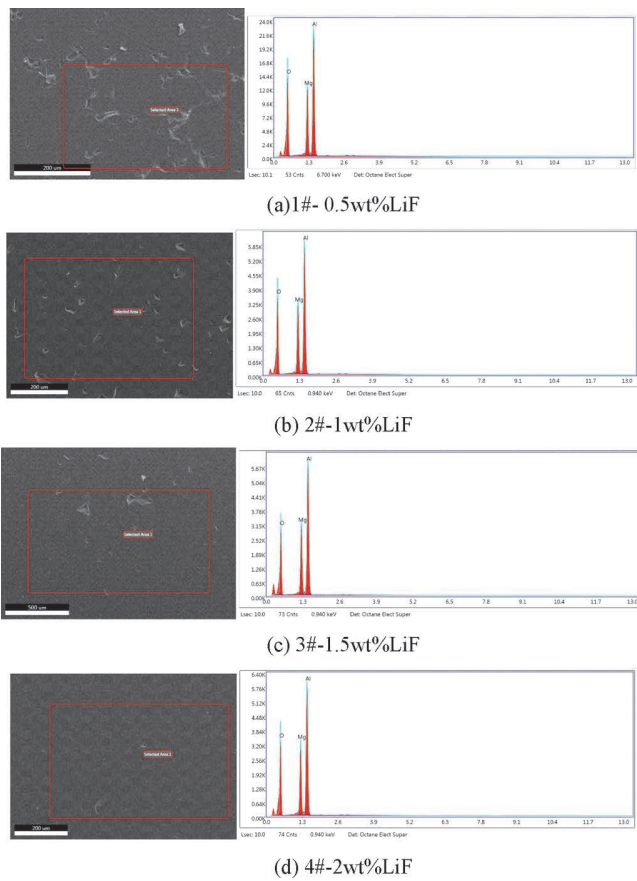 24.0K
21.6K
19.2K
16.8K
14.4K
12.0K
9.6K
7.2K
4.8K
2.4K
0.0K
Al
O
Mg
Selected Area 1
200 um
0.0 1.3 2.6 3.9 5.2 6.5 7.8 9.1 10.4 11.7 13.0
Lsec: 10.1 53 Cnts 6.700 keV Det: Octane Elect Super
(a)1#- 0.5wt%LiF
5.85K
5.20K
4.55K
3.90K
3.25K
2.60K
1.95K
1.30K
0.65K
0.00K
Al
O
Mg
Selected Area 1
200 um
0.0 1.3 2.6 3.9 5.2 6.5 7.8 9.1 10.4 11.7 13.0
Lsec: 10.0 65 Cnts 0.940 keV Det: Octane Elect Super
(b) 2#-1wt%LiF
5.67K
5.04K
4.41K
3.78K
3.15K
2.52K
1.89K
1.26K
0.63K
0.00K
Al
O
Mg
Selected Area 1
500 um
0.0 1.3 2.6 3.9 5.2 6.5 7.8 9.1 10.4 11.7 13.0
Lsec: 10.0 73 Cnts 0.940 keV Det: Octane Elect Super
(c) 3#-1.5wt%LiF
6.40K
5.76K
5.12K
4.48K
3.84K
3.20K
2.56K
1.92K
1.28K
0.64K
0.00K
Al
O
Mg
Selected Area 1
200 um
0.0 1.3 2.6 3.9 5.2 6.5 7.8 9.1 10.4 11.7 13.0
Lsec: 10.0 74 Cnts 0.940 keV Det: Octane Elect Super
(d) 4#-2wt%LiF